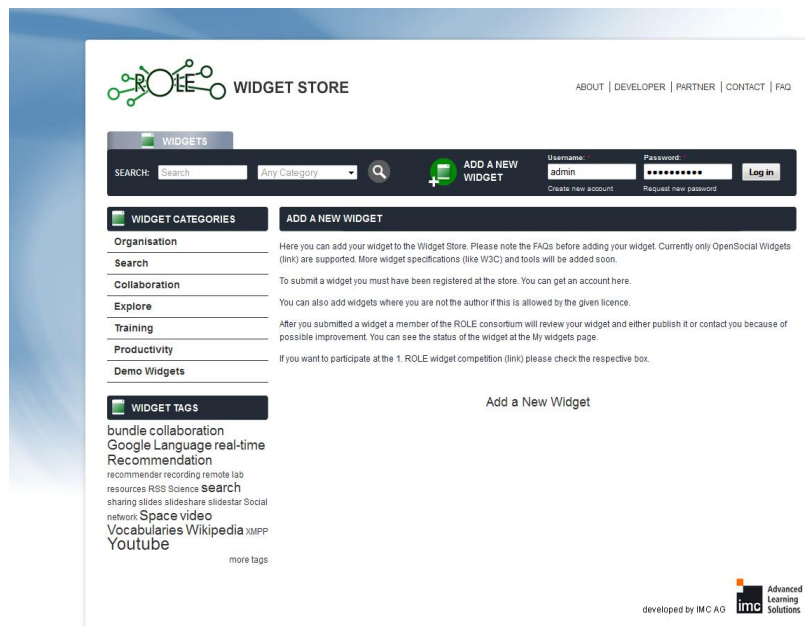 ROLE WIDGET STORE
ABOUT | DEVELOPER | PARTNER | CONTACT | FAQ
WIDGETS
SEARCH: Search Any Category
ADD A NEW
WIDGET
Username: * Password: *
admin •••••••••• Log in
Create new account Request new password
WIDGET CATEGORIES
Organisation
Search
Collaboration
Explore
Training
Productivity
Demo Widgets
WIDGET TAGS
bundle collaboration
Google Language real-time
Recommendation
recommender recording remote lab
resources RSS Science search
sharing slides slideshare slidestar Social
network Space video
Vocabularies Wikipedia XMPP
Youtube
more tags
ADD A NEW WIDGET
Here you can add your widget to the Widget Store. Please note the FAQs before adding your widget. Currently only OpenSocial Widgets
(link) are supported. More widget specifications (like W3C) and tools will be added soon.
To submit a widget you must have been registered at the store. You can get an account here.
You can also add widgets where you are not the author if this is allowed by the given licence.
After you submitted a widget a member of the ROLE consortium will review your widget and either publish it or contact you because of
possible improvement. You can see the status of the widget at the My widgets page.
If you want to participate at the 1. ROLE widget competition (link) please check the respective box.
Add a New Widget
developed by IMC AG
imc
Advanced
Learning
Solutions